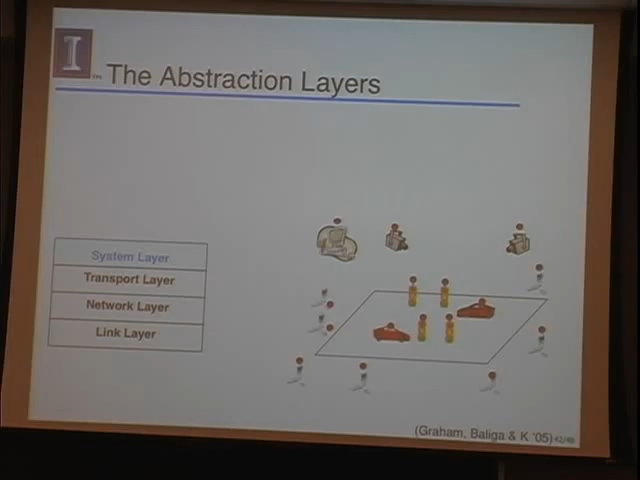 I
The Abstraction Layers
System Layer
Transport Layer
Network Layer
Link Layer
(Graham, Baliga & K '05)